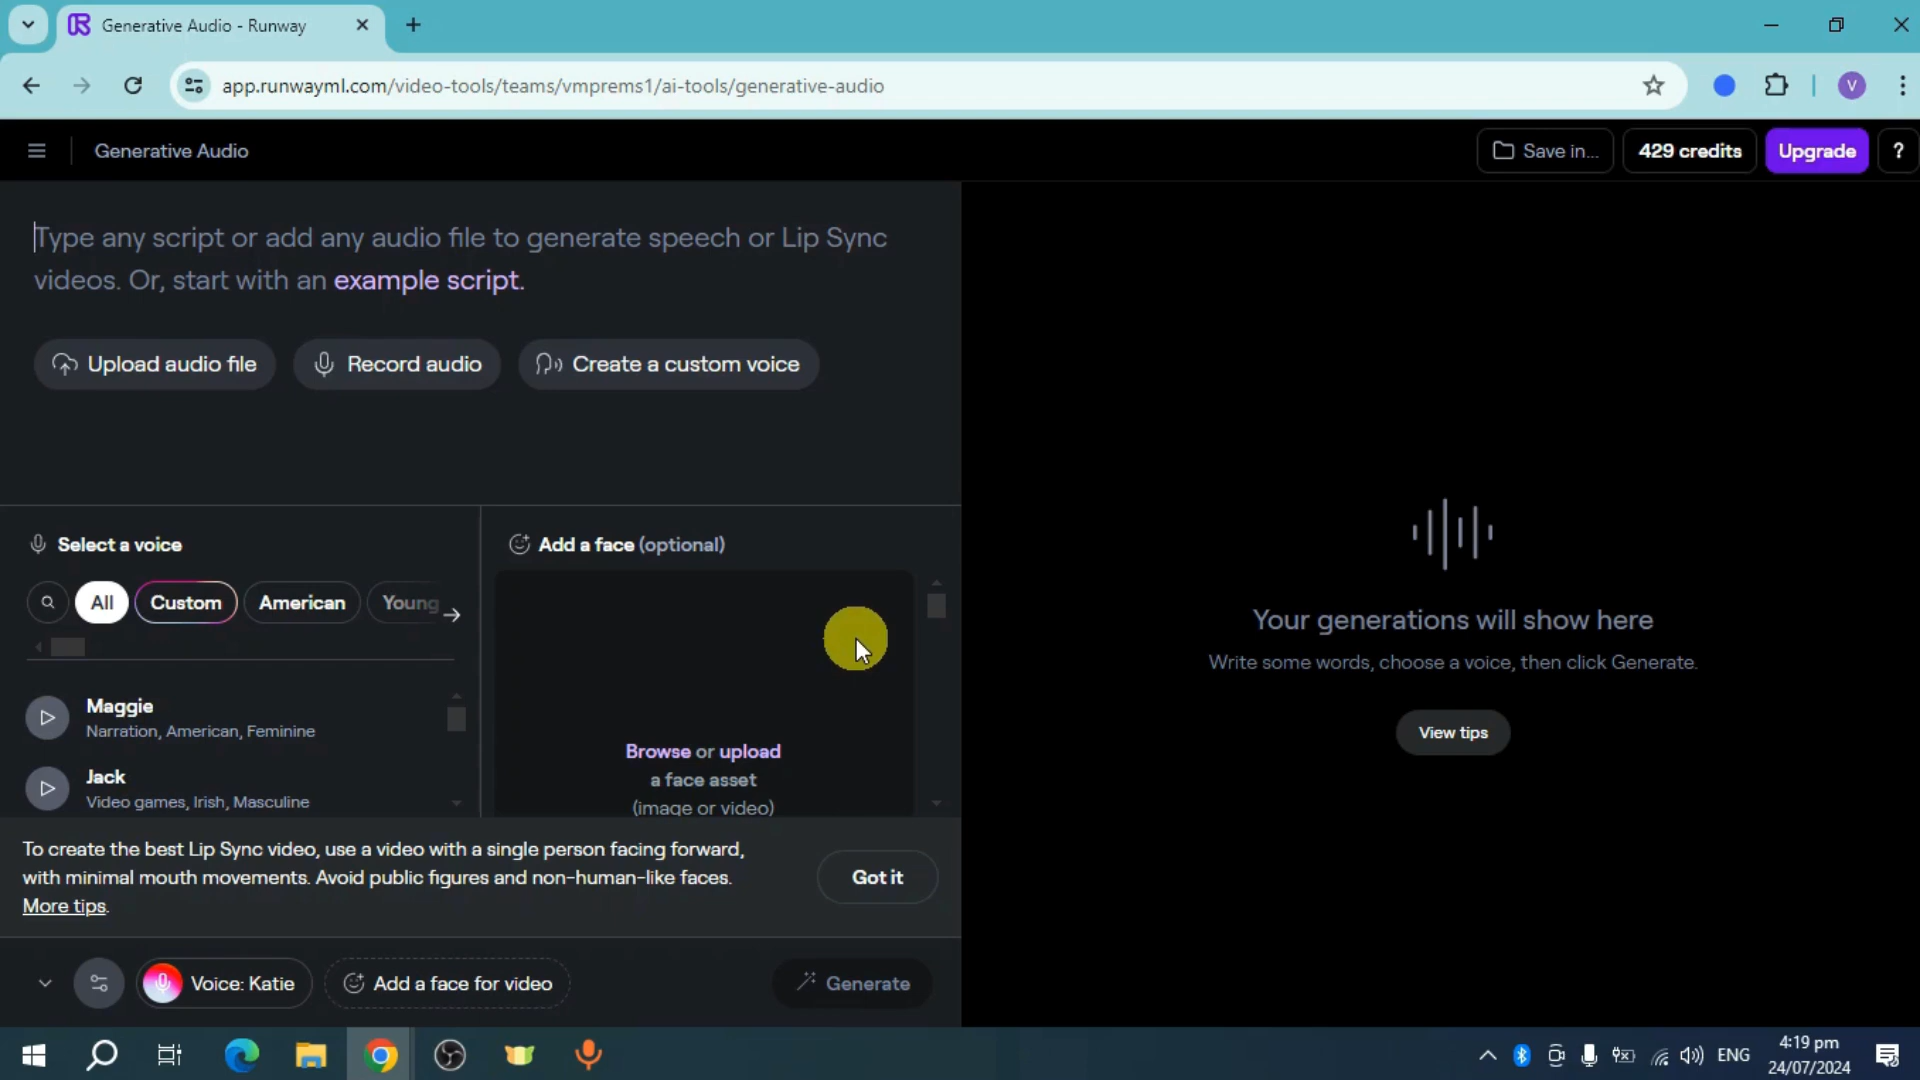 Generative Audio - Runway
app.runwayml.com/video-tools/teams/vmprems1/ai-tools/generative-audio
V
Generative Audio
Save in...
429 credits
Upgrade
?
Type any script or add any audio file to generate speech or Lip Sync
videos. Or, start with an example script.
Upload audio file
Record audio
Create a custom voice
Select a voice
All
Custom
American
Young
Maggie
Narration, American, Feminine
Jack
Video games, Irish, Masculine
Add a face (optional)
Browse or upload
a face asset
(image or video)
Your generations will show here
Write some words, choose a voice, then click Generate.
View tips
To create the best Lip Sync video, use a video with a single person facing forward,
with minimal mouth movements. Avoid public figures and non-human-like faces.
More tips.
Got it
Voice: Katie
Add a face for video
Generate
ENG
4:19 pm
24/07/2024